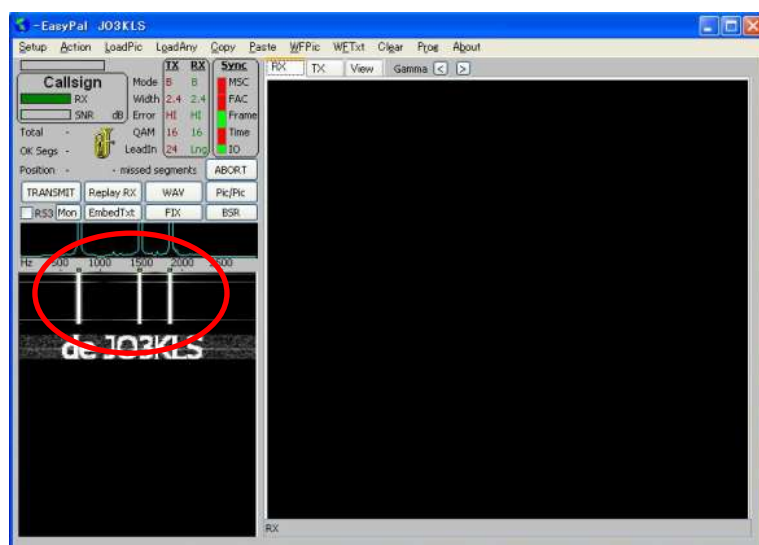 -EasyPal JO3KLS
Setup Action LoadPic LoadAny Copy Paste WFPic WFTxt Clear Prog About
TX RX Sync
RX TX View Gamma < >
Callsign
Mode B B MSC
RX Width 2.4 2.4 FAC
SNR dB Error HI HI Frame
Total - QAM 16 16 Time
OK Segs - LeadIn 24 Lng IO
Position - - missed segments ABORT
TRANSMIT Replay RX WAV Pic/Pic
RS3 Mon EmbedTxt FIX BSR
Hz 500 1000 1500 2000 2500
de JO3KLS
RX